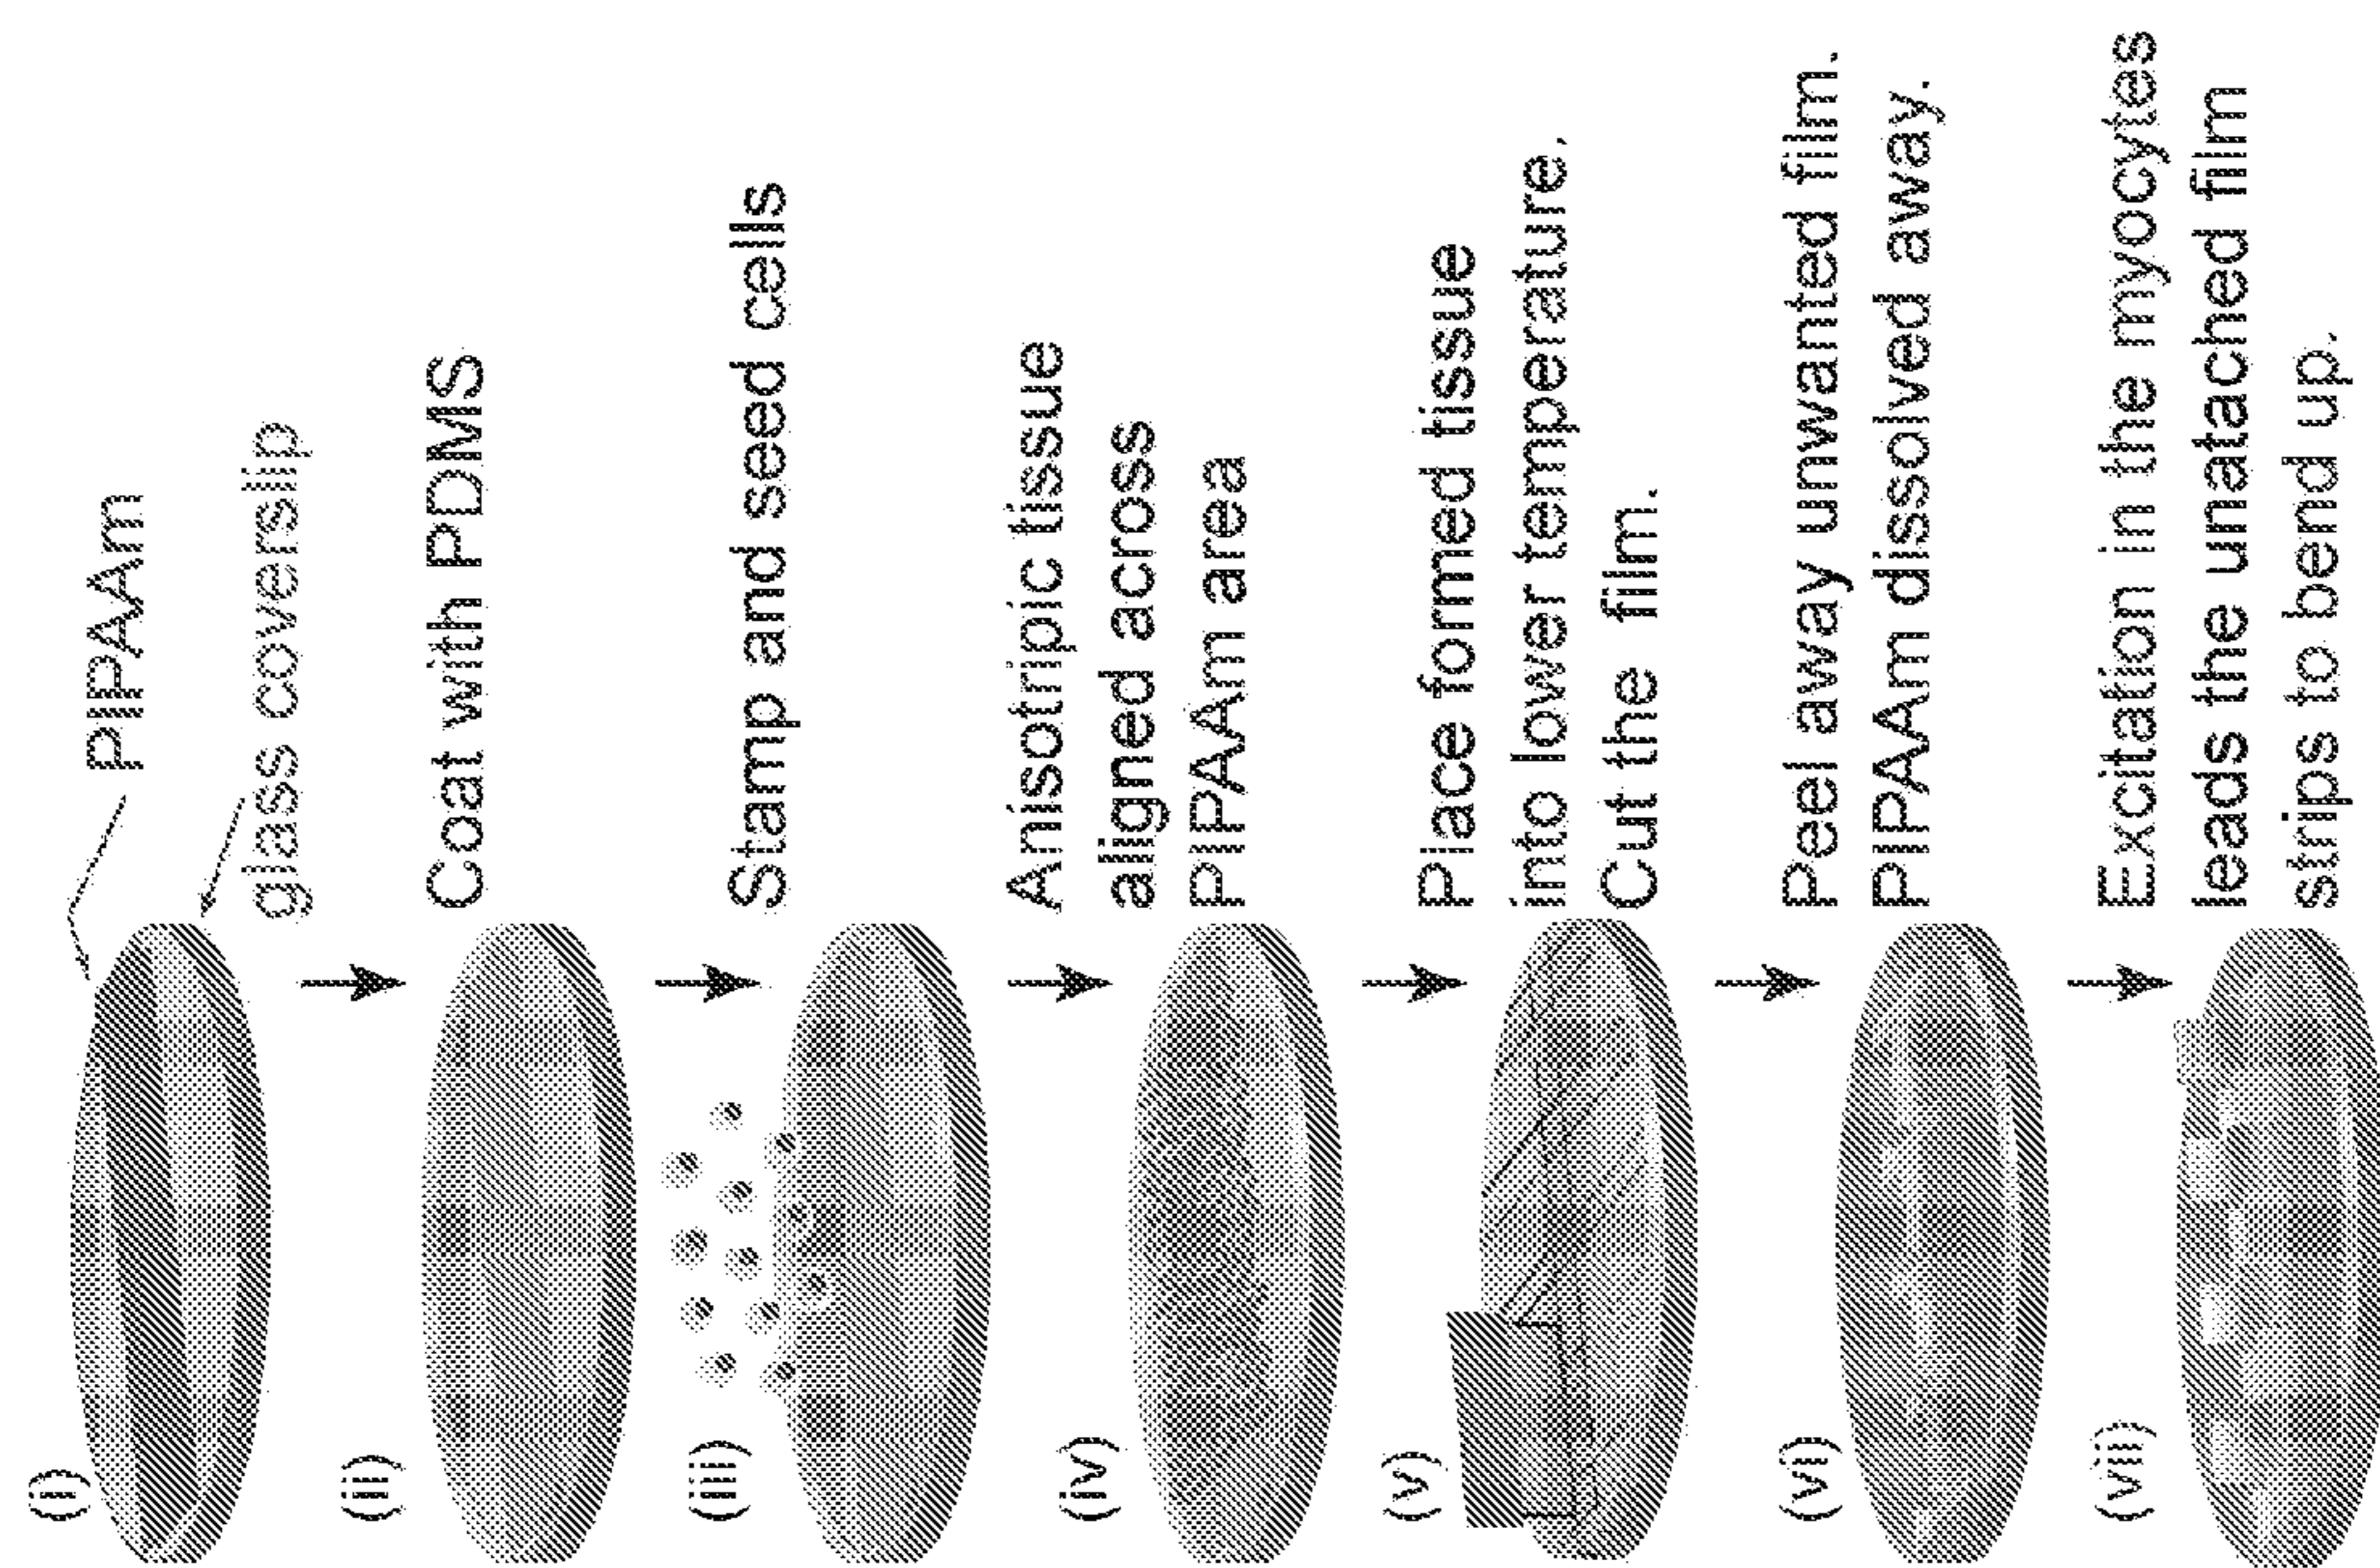 (i)
PIPAAm
glass coverslip
(ii)
Coat with PDMS
(iii)
Stamp and seed cells
(iv)
Anisotripic tissue
aligned across
PIPAAm area
(v)
Place formed tissue
into lower temperature.
Cut the film.
(vi)
Peel away unwanted film.
PIPAAm dissolved away.
(vii)
Excitation in the myocytes
leads the unatached film
strips to bend up.